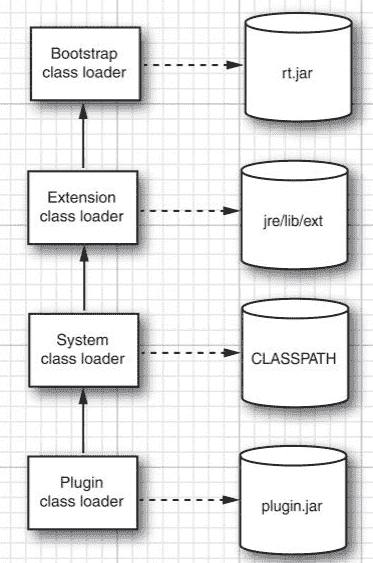 Bootstrap
class loader
rt.jar
Extension
class loader
jre/lib/ext
System
class loader
CLASSPATH
Plugin
class loader
plugin.jar